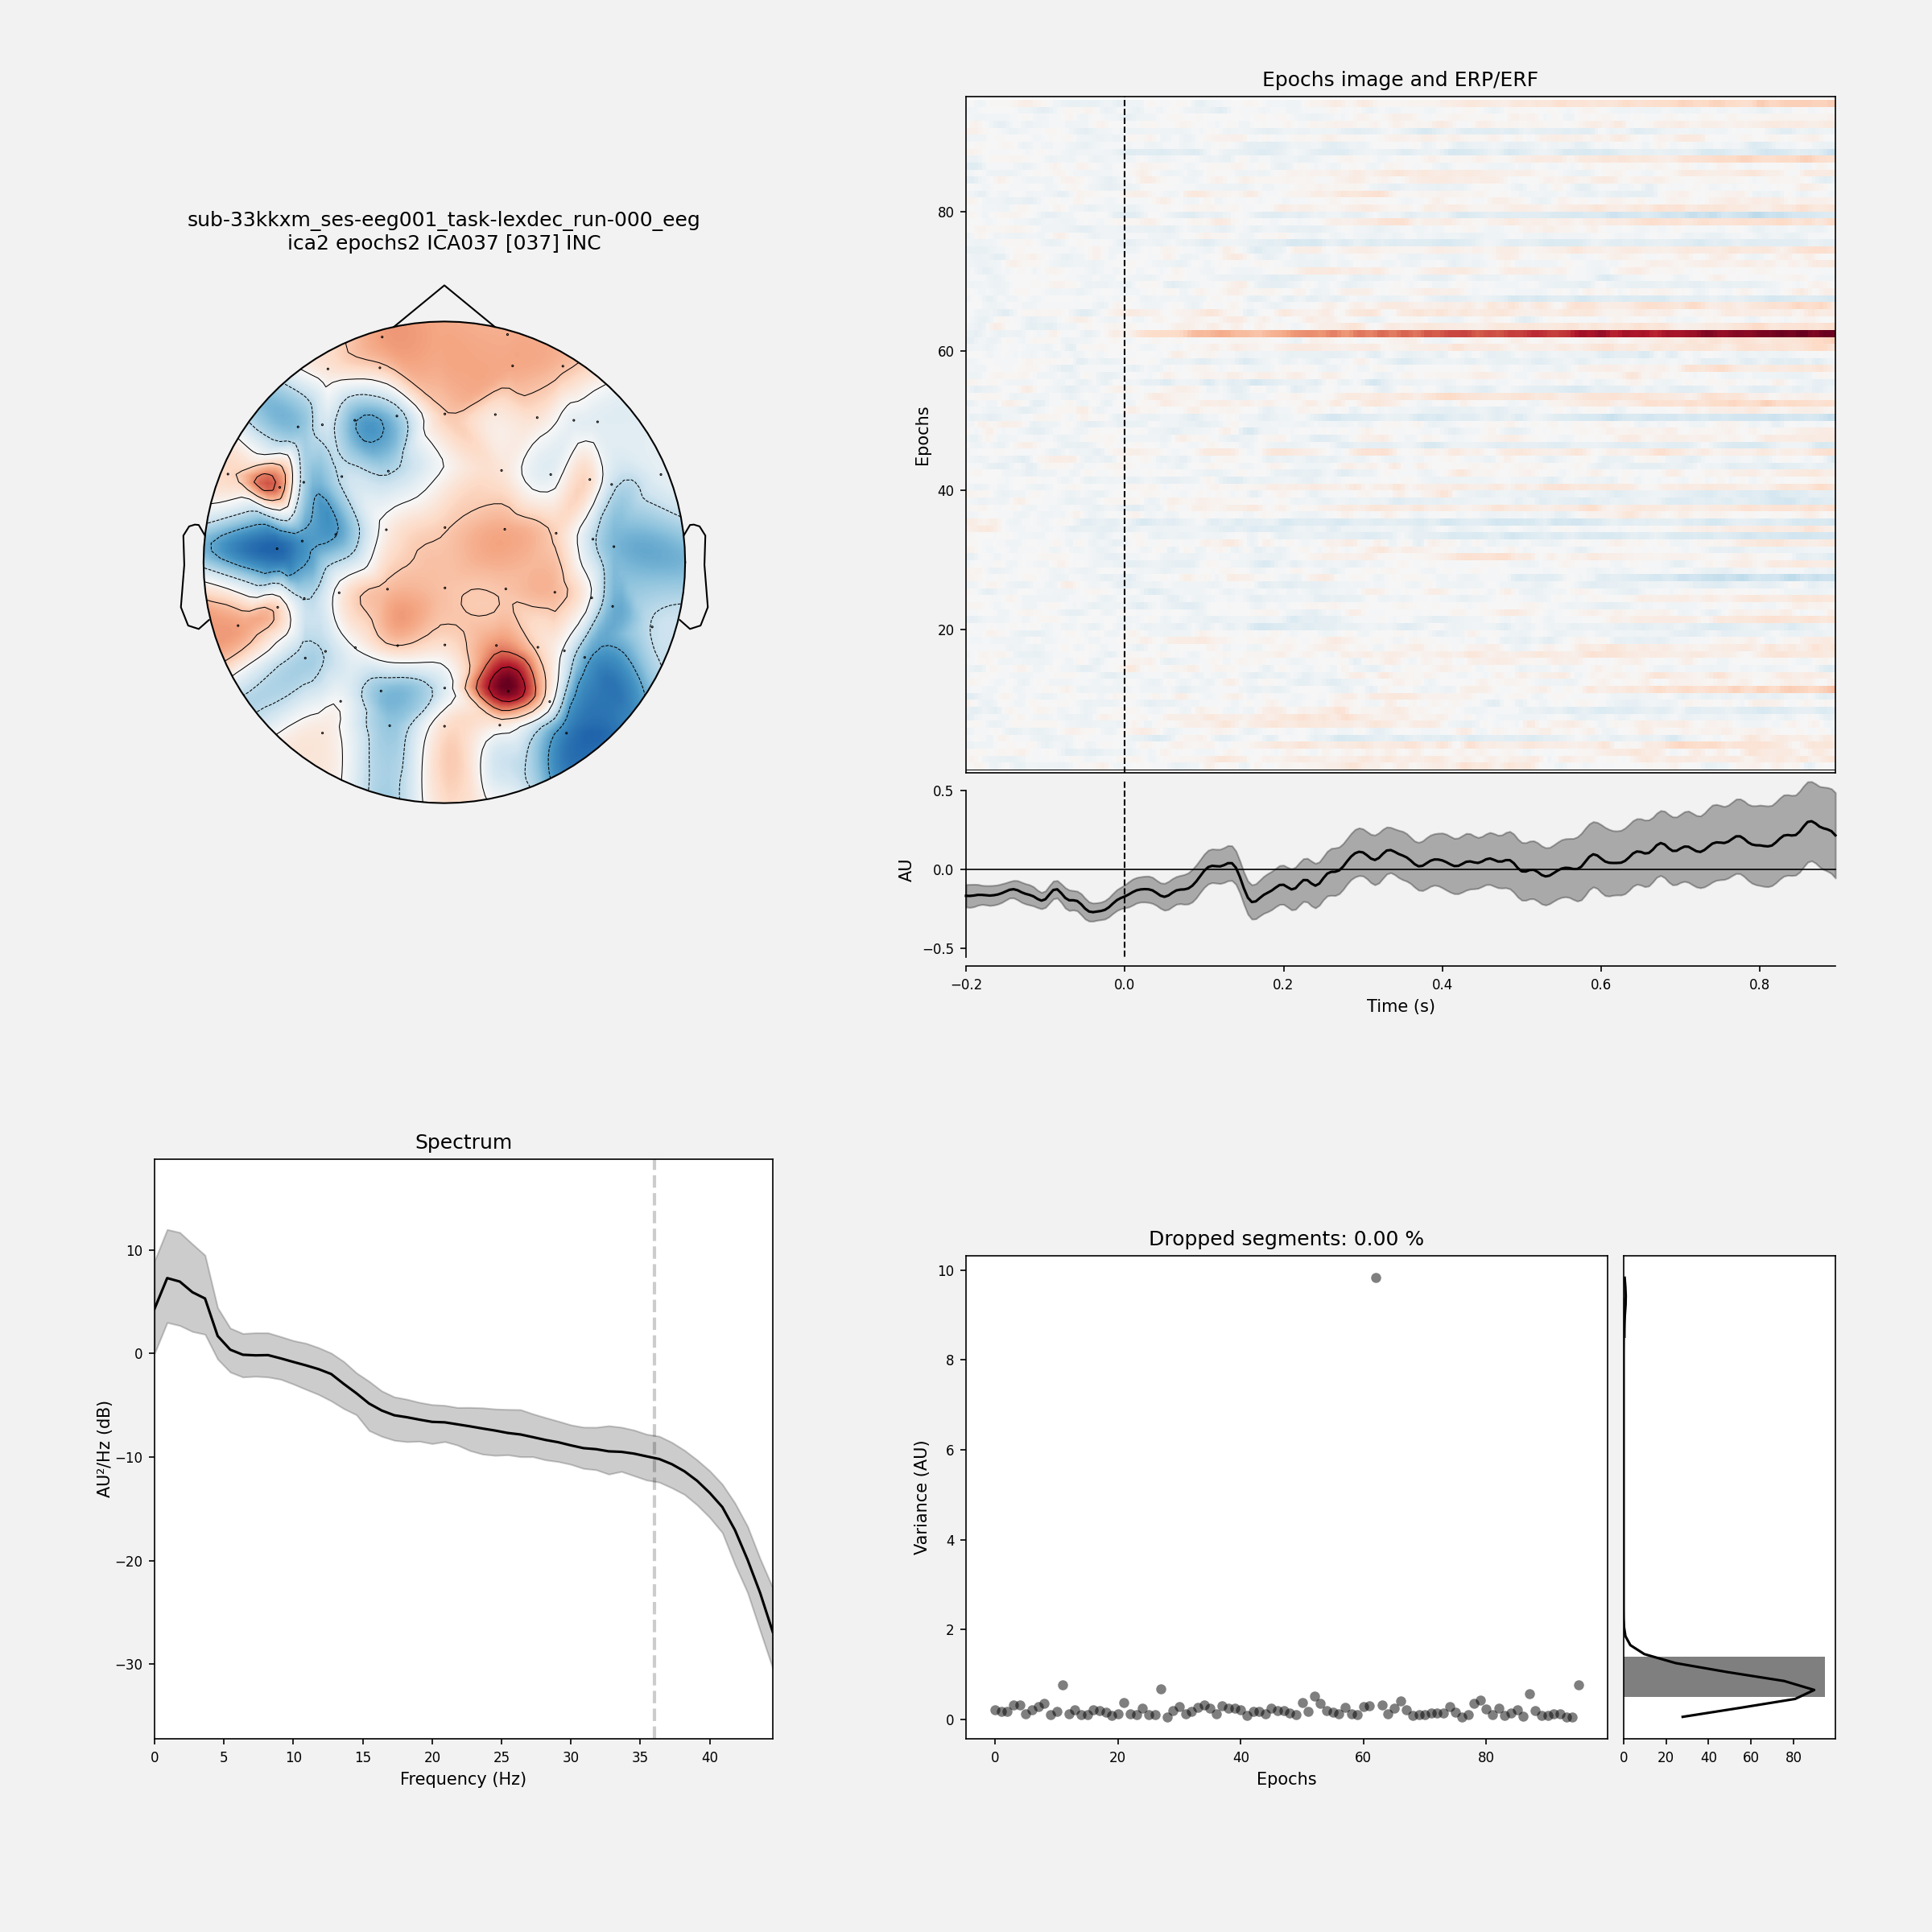 sub-33kkxm_ses-eeg001_task-lexdec_run-000_eeg
ica2 epochs2 ICA037 [037] INC
Epochs image and ERP/ERF
Epochs
80
60
40
20
AU
0.5
0.0
−0.5
−0.2 0.0 0.2 0.4 0.6 0.8
Time (s)
Spectrum
AU²/Hz (dB)
10
0
−10
−20
−30
0 5 10 15 20 25 30 35 40
Frequency (Hz)
Dropped segments: 0.00 %
Variance (AU)
10
8
6
4
2
0
0 20 40 60 80
Epochs
0 20 40 60 80